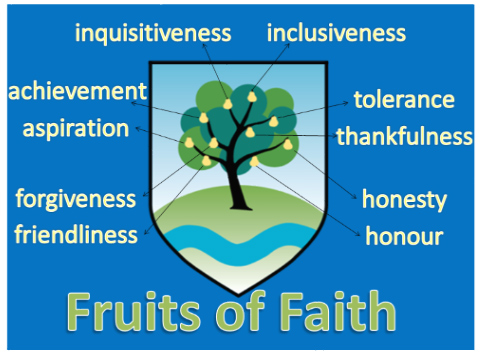 inquisitiveness inclusiveness
achievement tolerance
aspiration thankfulness
forgiveness honesty
friendliness honour
Fruits of Faith